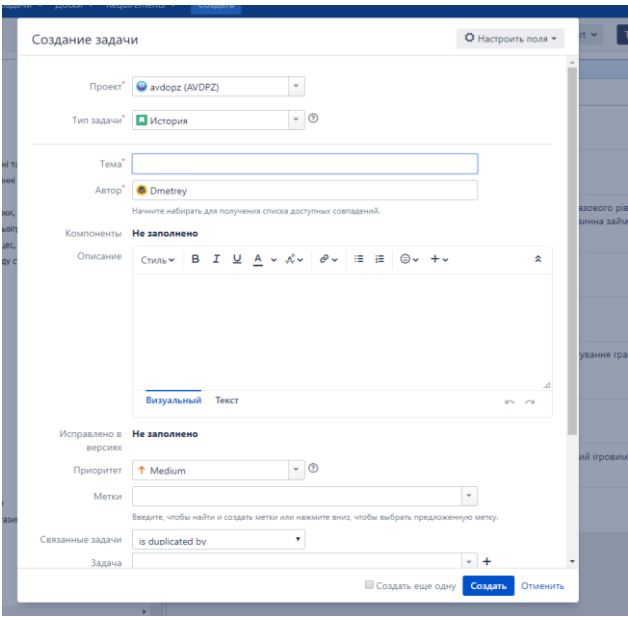 Доски
Requirements
Создать
Создание задачи
Настроить поля
Проект*
avdopz (AVDPZ)
Тип задачи*
История
Тема*
Автор*
Dmetrey
Начните набирать для получения списка доступных совпадений.
Компоненты Не заполнено
Описание
Стиль B I U A
Визуальный Текст
Исправлено в Не заполнено
версиях
Приоритет
Medium
Метки
Введите, чтобы найти и создать метки или нажмите вниз, чтобы выбрать предложенную метку.
Связанные задачи
is duplicated by
Задача
Создать еще одну Создать Отменить